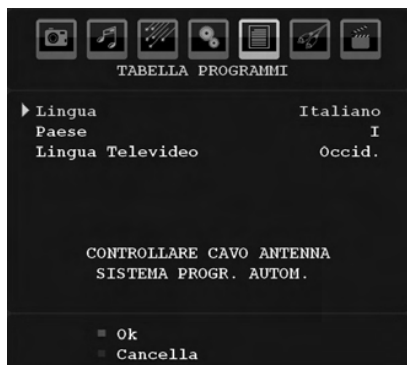 TABELLA PROGRAMMI
Lingua Italiano
Paese I
Lingua Televideo Occid.
CONTROLLARE CAVO ANTENNA
SISTEMA PROGR. AUTOM.
Ok
Cancella